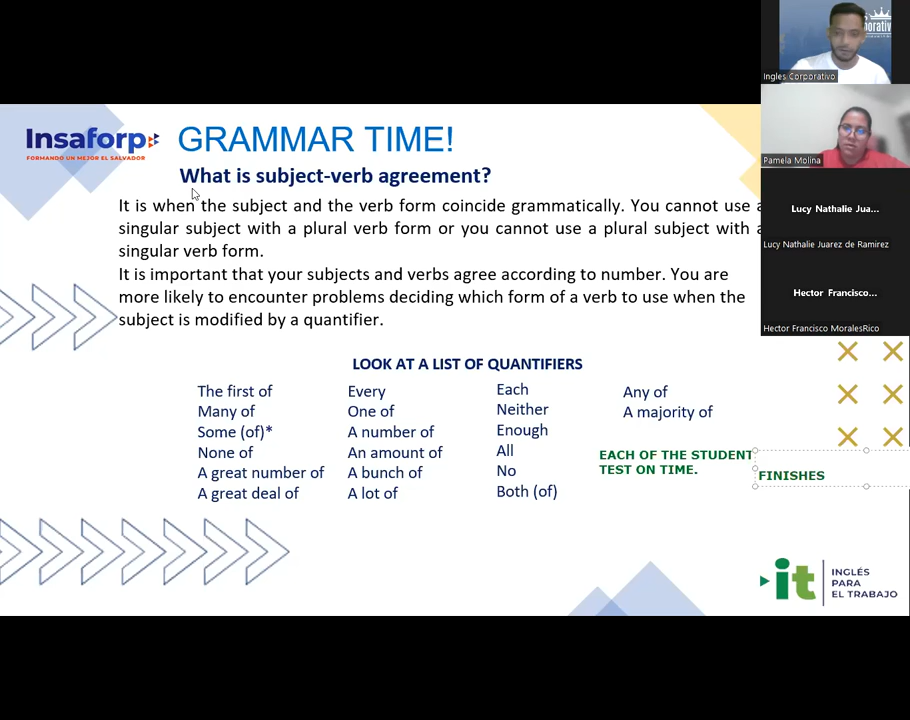 orativ
Ingles Corporativo
Pamela Molina
Lucy Nathalie Jua...
Lucy Nathalie Juarez de Ramirez
Hector Francisco...
Hector Francisco MoralesRico
Insaforp
FORMANDO UN MEJOR EL SALVADOR
GRAMMAR TIME!
What is subject-verb agreement?
It is when the subject and the verb form coincide grammatically. You cannot use a
singular subject with a plural verb form or you cannot use a plural subject with a
singular verb form.
It is important that your subjects and verbs agree according to number. You are
more likely to encounter problems deciding which form of a verb to use when the
subject is modified by a quantifier.
LOOK AT A LIST OF QUANTIFIERS
The first of
Many of
Some (of)*
None of
A great number of
A great deal of
Every
One of
A number of
An amount of
A bunch of
A lot of
Each
Neither
Enough
All
No
Both (of)
Any of
A majority of
EACH OF THE STUDENT
TEST ON TIME.
FINISHES
it
INGLÉS
PARA
EL TRABAJO